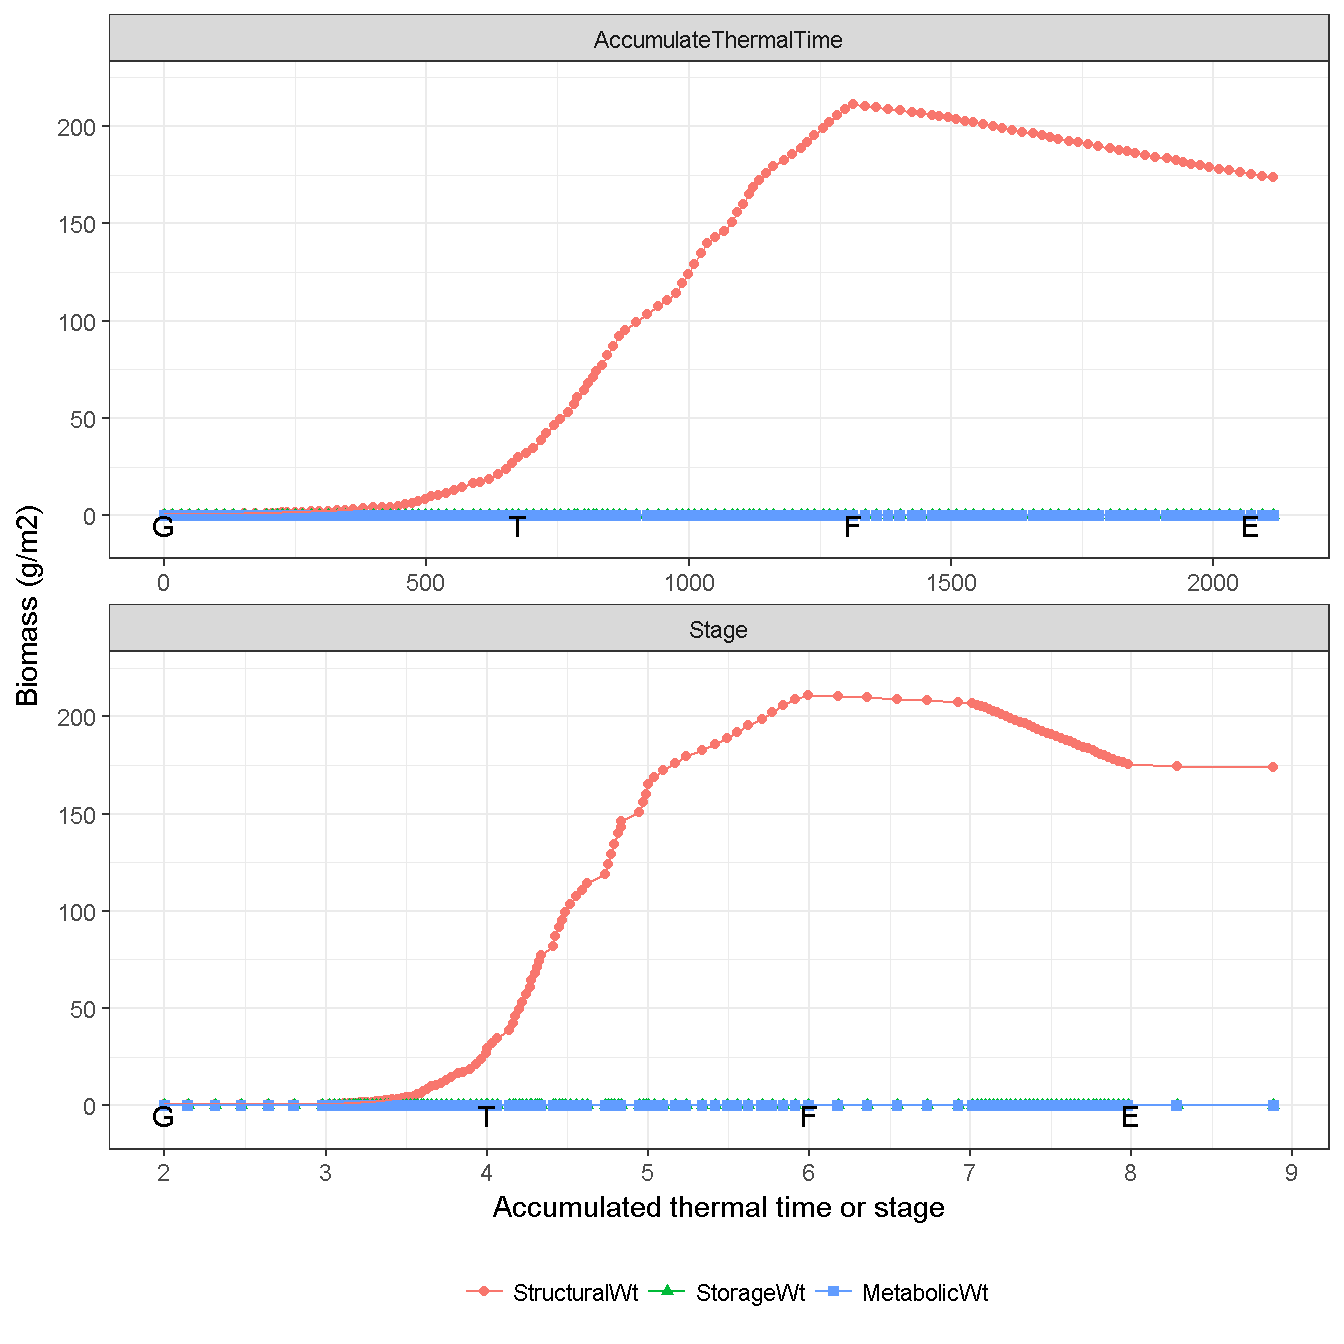 AccumulateThermalTime
200
150
100
50
0
G T F E
0 500 1000 1500 2000
Biomass (g/m2)
Stage
200
150
100
50
0
G T F E
2 3 4 5 6 7 8 9
Accumulated thermal time or stage
StructuralWt StorageWt MetabolicWt